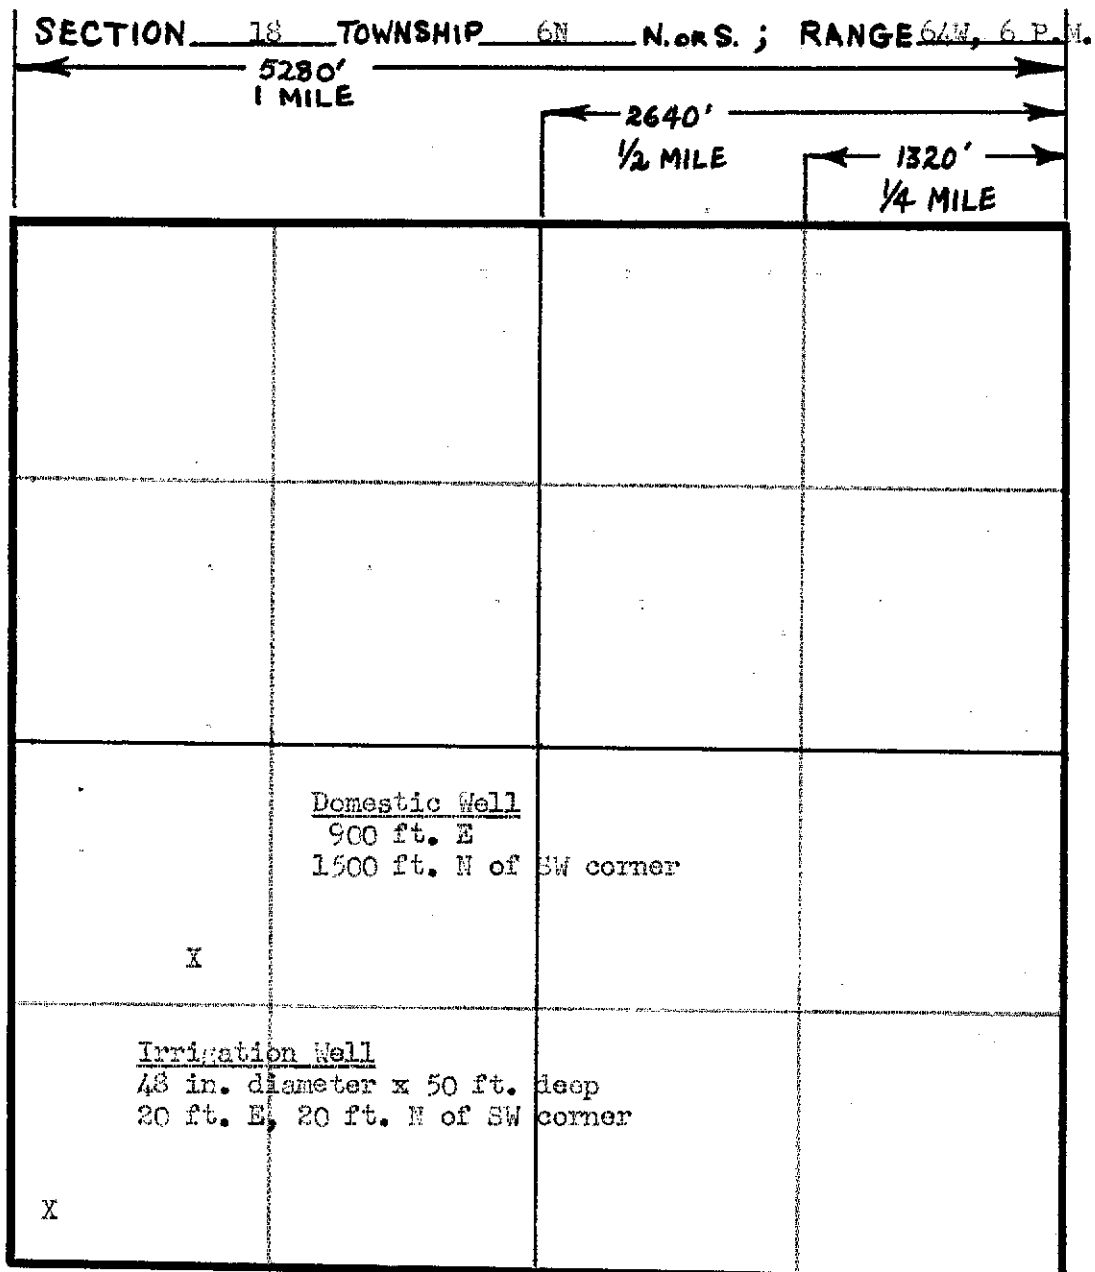 SECTION 18 TOWNSHIP 6N N. OR S. ; RANGE 64W, 6 P.M.
5280'
1 MILE
2640'
1/2 MILE
1320'
1/4 MILE
Domestic Well
900 ft. E
1500 ft. N of SW corner
X
Irrigation Well
48 in. diameter x 50 ft. deep
20 ft. E, 20 ft. N of SW corner
X